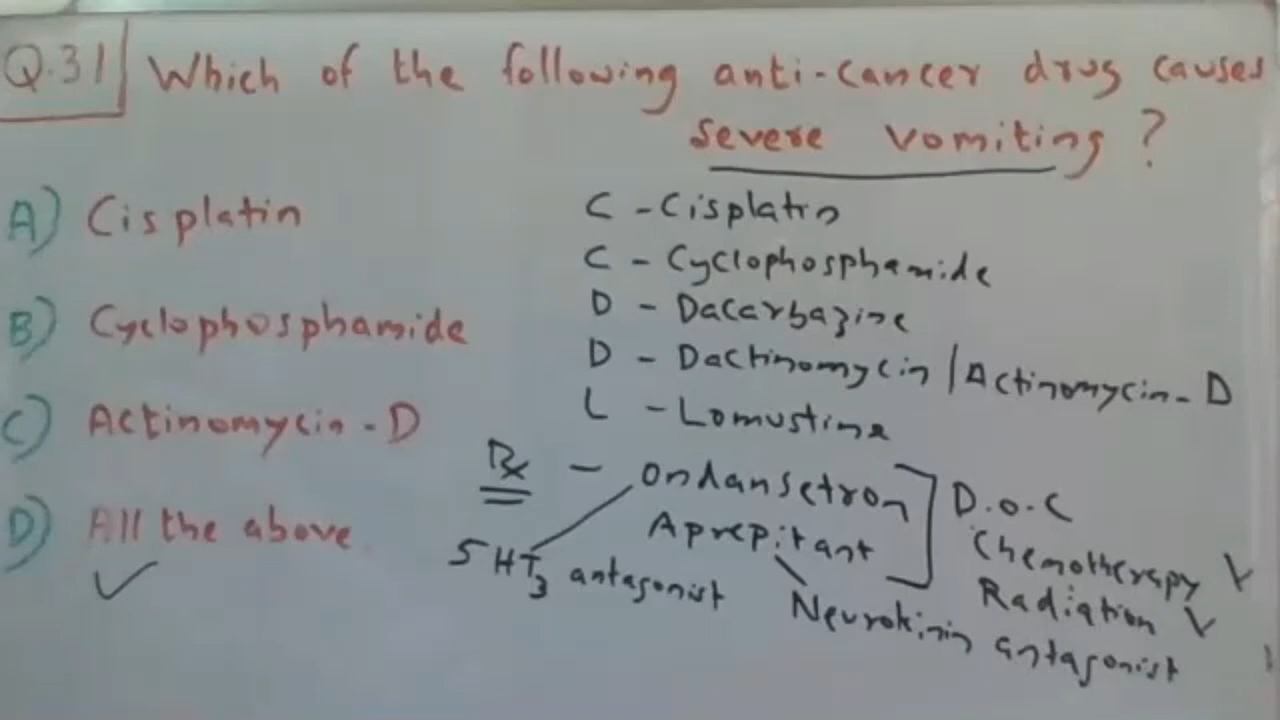 Q.31 Which of the following anti-cancer drug causes
severe vomiting ?
A) Cisplatin
B) Cyclophosphamide
C) Actinomycin-D
D) All the above
C - Cisplatin
C - Cyclophosphamide
D - Dacarbazine
D - Dactinomycin / Actinomycin-D
L - Lomustine
Rx - Ondansetron
Aprepitant
D.O.C
Chemotherapy
Radiation
5HT3 antagonist
Neurokinin antagonist